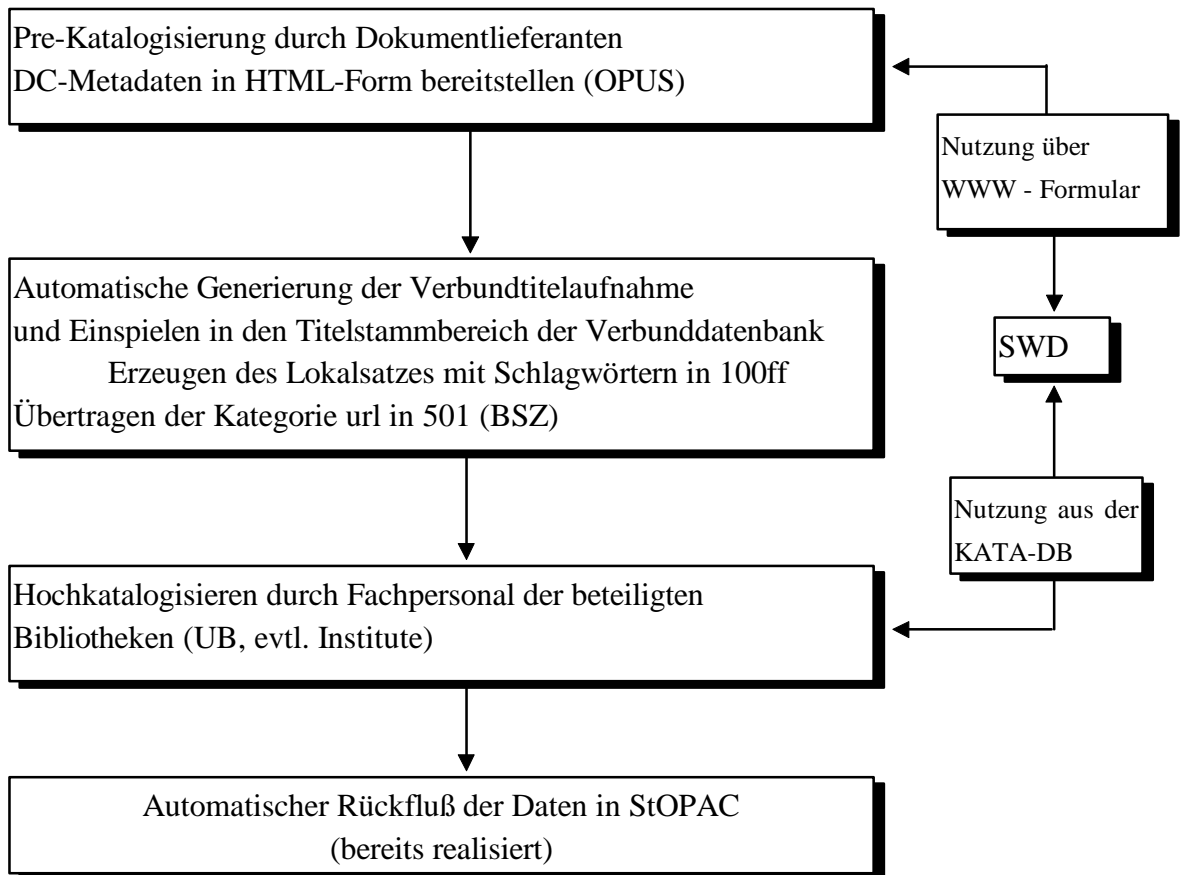 Pre-Katalogisierung durch Dokumentlieferanten
DC-Metadaten in HTML-Form bereitstellen (OPUS)
Nutzung über
WWW - Formular
Automatische Generierung der Verbundtitelaufnahme
und Einspielen in den Titelstammbereich der Verbunddatenbank
Erzeugen des Lokalsatzes mit Schlagwörtern in 100ff
Übertragen der Kategorie url in 501 (BSZ)
SWD
Nutzung aus der
KATA-DB
Hochkatalogisieren durch Fachpersonal der beteiligten
Bibliotheken (UB, evtl. Institute)
Automatischer Rückfluß der Daten in StOPAC
(bereits realisiert)